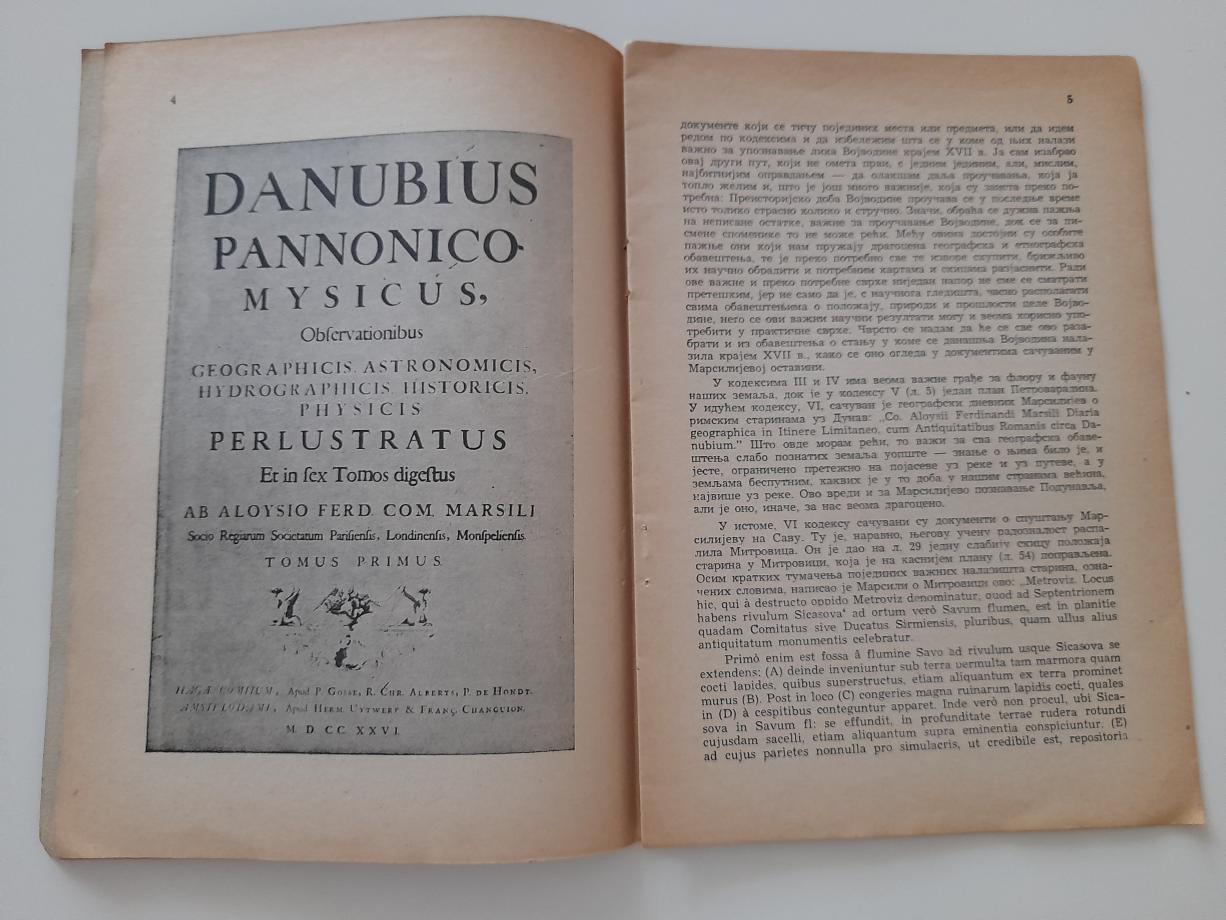 4
DANUBIUS
PANNONICO-
MYSICUS,
Obſervationibus
GEOGRAPHICIS, ASTRONOMICIS,
HYDROGRAPHICIS, HISTORICIS,
PHYSICIS
PERLUSTRATUS
Et in ſex Tomos digeſtus
AB ALOYSIO FERD. COM. MARSILI
Socio Regiarum Societatum Pariſienſis, Londinenſis, Monſpelienſis.
TOMUS PRIMUS.
HAGÆ COMITUM, Apud P. GOSSE, R. CHR. ALBERTS, P. DE HONDT.
AMSTELODAMI, Apud HERM. UYTWERF & FRANÇ. CHANGUION.
M. D. CC. XXVI.
5
документе који се тичу појединих места или предмета, или да идем
редом по кодексима и да избележим шта се у коме од њих налази
важно за упознавање лика Војводине крајем XVII в. Ја сам изабрао
овај други пут, који не омета први, с једним јединим, али, мислим,
најбитнијим оправдањем — да олакшам даља проучавања, која ја
топло желим и, што је још много важније, која су заиста преко по-
требна: Преисторијско доба Војводине проучава се у последње време
исто толико страсно колико и стручно. Значи, обраћа се дужна пажња
на неписане остатке, важне за проучавање Војводине, док се за пи-
смене споменике то не може рећи. Међу овима достојни су особите
пажње они који нам пружају драгоцена географска и етнографска
обавештења, те је преко потребно све те изворе скупити, брижљиво
их научно обрадити и потребним картама и скицама разјаснити. Ради
ове важне и преко потребне сврхе ниједан напор не сме се сматрати
претешким, јер не само да је, с научнога гледишта, часно располагати
свима обавештењима о положају, природи и прошлости целе Војво-
дине, него се ови важни научни резултати могу и веома корисно упо-
требити у практичне сврхе. Чврсто се надам да ће се све ово разa-
брати и из обавештења о стању у коме се данашња Војводина нала-
зила крајем XVII в., како се оно огледа у документима сачуваним у
Марсилијевој оставини.
У кодексима III и IV има веома важне грађе за флору и фауну
наших земаља, док је у кодексу V (л. 5) један план Петроварадина.
У идућем кодексу, VI, сачуван је географски дневник Марсилијев о
римским старинама уз Дунав: „Co. Aloysii Ferdinandi Marsili Diaria
geographica in Itinere Limitaneo, cum Antiquitatibus Romanis circa Da-
nubium.” Што овде морам рећи, то важи за сва географска обаве-
штења слабо познатих земаља уопште — знање о њима било је, и
јесте, ограничено претежно на појасеве уз реке и уз путеве, а у
земљама беспутним, каквих је у то доба у нашим странама већина,
највише уз реке. Ово вреди и за Марсилијево познавање Подунавља,
али је оно, иначе, за нас веома драгоцено.
У истоме, VI кодексу сачувани су документи о спуштању Мар-
силијеву на Саву. Ту је, наравно, његову учену радозналост распа-
лила Митровица. Он је дао на л. 29 једну слабију скицу положаја
старина у Митровици, која је на каснијем плану (л. 54) поправљена.
Осим кратких тумачења појединих важних налазишта старина, озна-
чених словима, написао је Марсили о Митровици ово: „Metroviz. Locus
hic, qui à destructo oppido Metroviz denominatur, quod ad Septentrionem
habens rivulum Sicasova' ad ortum verò Savum flumen, est in planitie
quadam Comitatus sive Ducatus Sirmiensis, pluribus, quam ullus alius
antiquitatum monumentis celebratur.
Primò enim est fossa â flumine Savo ad rivulum usque Sicasova se
extendens: (A) deinde inveniuntur sub terra permulta tam marmora quam
cocti lapides, quibus superstructus, etiam aliquantum ex terra prominet
murus (B). Post in loco (C) congeries magna ruinarum lapidis cocti, quales
in (D) à cespitibus conteguntur apparet. Inde verò non procul, ubi Sica-
sova in Savum fl: se effundit, in profunditate terrae rudera rotundi
cujusdam sacelli, etiam aliquantum supra eminentia conspiciuntur. (E)
ad cujus parietes nonnulla pro simulacris, ut credibile est, repositoria